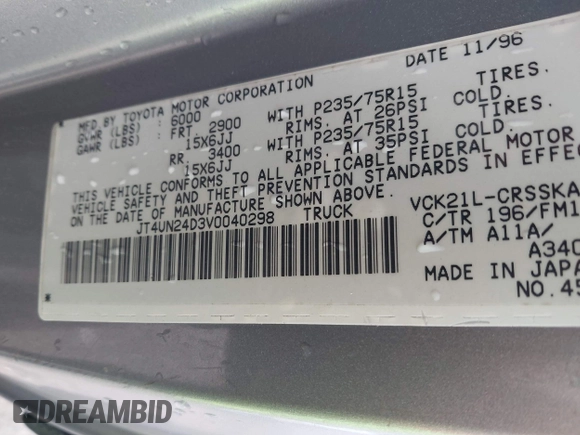 DATE 11/96
MFD BY TOYOTA MOTOR CORPORATION
GVWR (LBS) : 6000
GAWR (LBS) : FRT. 2900 WITH P235/75R15 TIRES.
15X6JJ RIMS. AT 26PSI COLD.
RR. 3400 WITH P235/75R15 TIRES.
15X6JJ RIMS. AT 35PSI COLD.
THIS VEHICLE CONFORMS TO ALL APPLICABLE FEDERAL MOTOR
VEHICLE SAFETY AND THEFT PREVENTION STANDARDS IN EFFEC
ON THE DATE OF MANUFACTURE SHOWN ABOVE.
JT4UN24D3V0040298 TRUCK
VCK21L-CRSSKA
C/TR 196/FM1
A/TM A11A/
A340
MADE IN JAPA
NO.45
DREAMBID